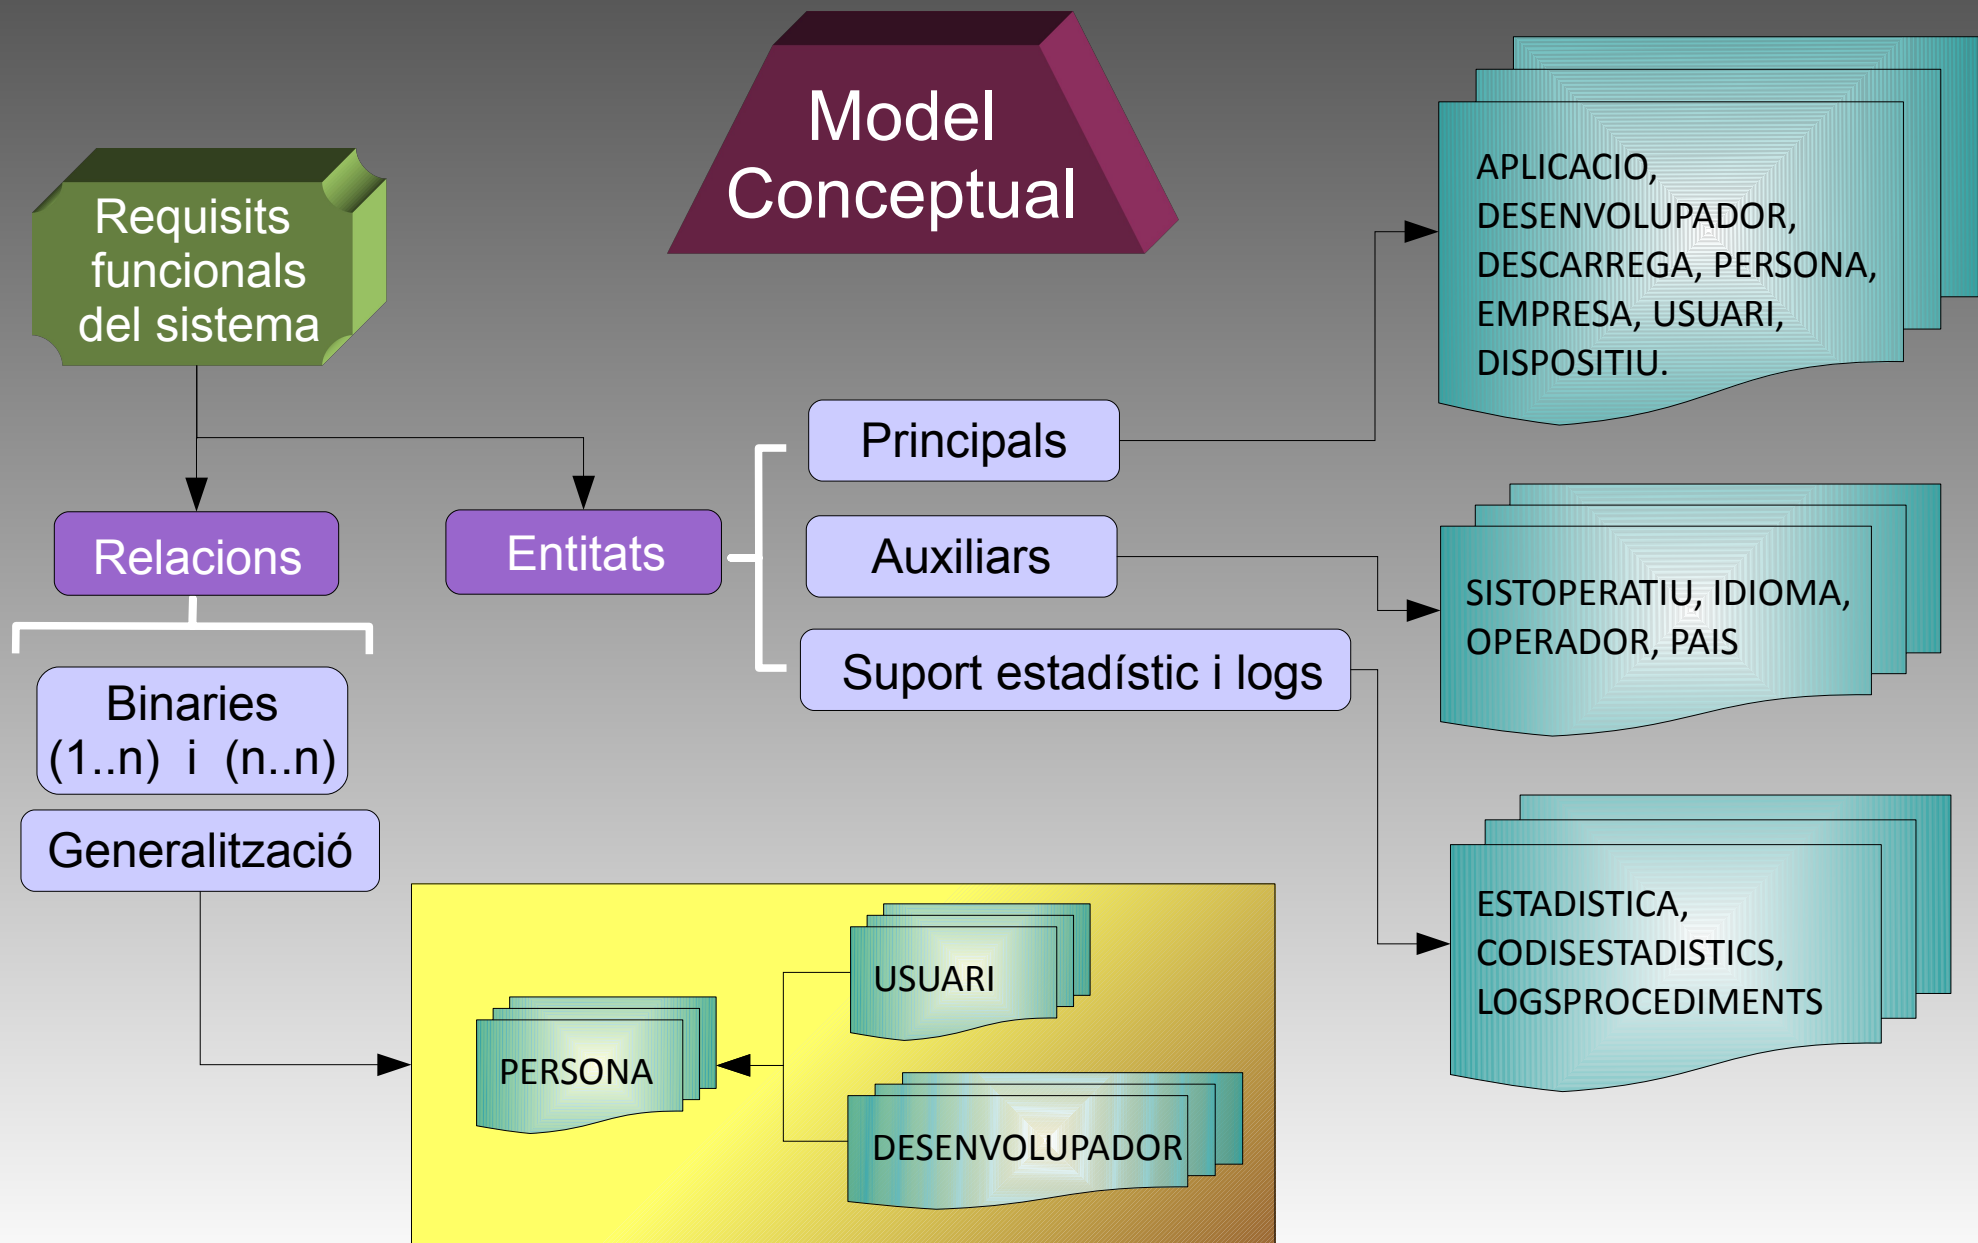 Model
Conceptual
Requisits
funcionals
del sistema
Relacions
Binaries
(1..n) i (n..n)
Generalització
Entitats
Principals
Auxiliars
Suport estadístic i logs
APLICACIO,
DESENVOLUPADOR,
DESCARREGA, PERSONA,
EMPRESA, USUARI,
DISPOSITIU.
SISTOPERATIU, IDIOMA,
OPERADOR, PAIS
ESTADISTICA,
CODISESTADISTICS,
LOGSPROCEDIMENTS
PERSONA
USUARI
DESENVOLUPADOR